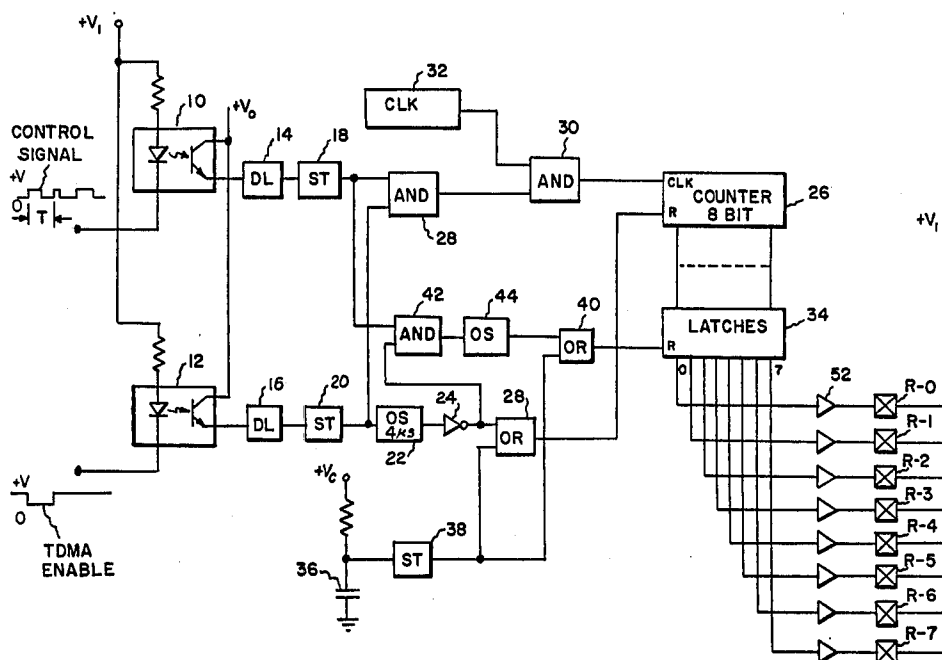 +V₁
32
CLK
10
+V₀
CONTROL
SIGNAL
14
18
30
+V
0
T
DL
ST
AND
AND
28
CLK
COUNTER
8 BIT
R
26
+V₁
42
44
40
AND
OS
OR
LATCHES
34
R
0
7
12
16
20
24
28
52
R-0
DL
ST
OS
4µs
22
OR
R-1
+V
0
TDMA
ENABLE
+Vc
38
R-2
R-3
36
ST
R-4
R-5
R-6
R-7